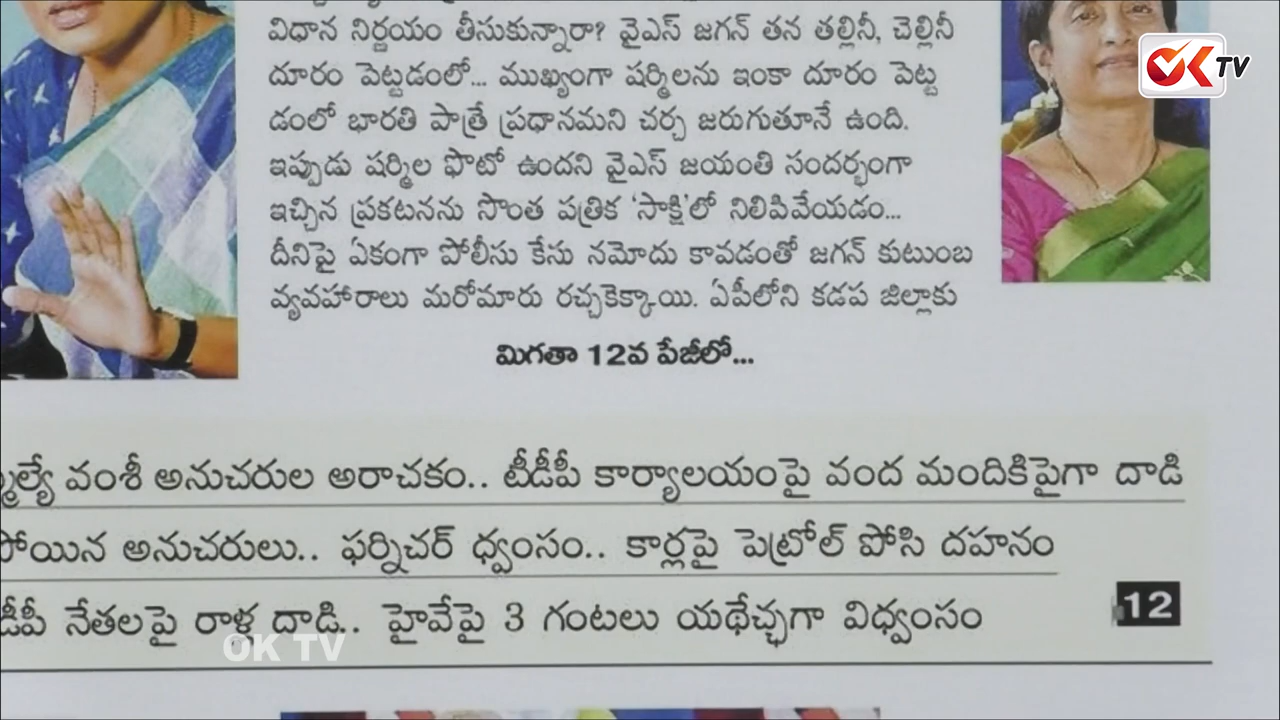 విధాన నిర్ణయం తీసుకున్నారా? వైఎస్ జగన్ తన తల్లినీ, చెల్లినీ
దూరం పెట్టడంలో... ముఖ్యంగా షర్మిలను ఇంకా దూరం పెట్ట
డంలో భారతి పాత్రే ప్రధానమని చర్చ జరుగుతూనే ఉంది.
ఇప్పుడు షర్మిల ఫొటో ఉందని వైఎస్ జయంతి సందర్భంగా
ఇచ్చిన ప్రకటనను సొంత పత్రిక 'సాక్షి'లో నిలిపివేయడం...
దీనిపై ఏకంగా పోలీసు కేసు నమోదు కావడంతో జగన్ కుటుంబ
వ్యవహారాలు మరోమారు రచ్చకెక్కాయి. ఏపీలోని కడప జిల్లాకు
మిగతా 12వ పేజీలో...
వంశీ అనుచరుల అరాచకం.. టీడీపీ కార్యాలయంపై వంద మందికిపైగా దాడి
అనుచరులు.. ఫర్నిచర్ ధ్వంసం.. కార్లపై పెట్రోల్ పోసి దహనం
నేతలపై రాళ్ల దాడి.. హైవేపై 3 గంటలు యథేచ్ఛగా విధ్వంసం
12
OK TV
OK TV